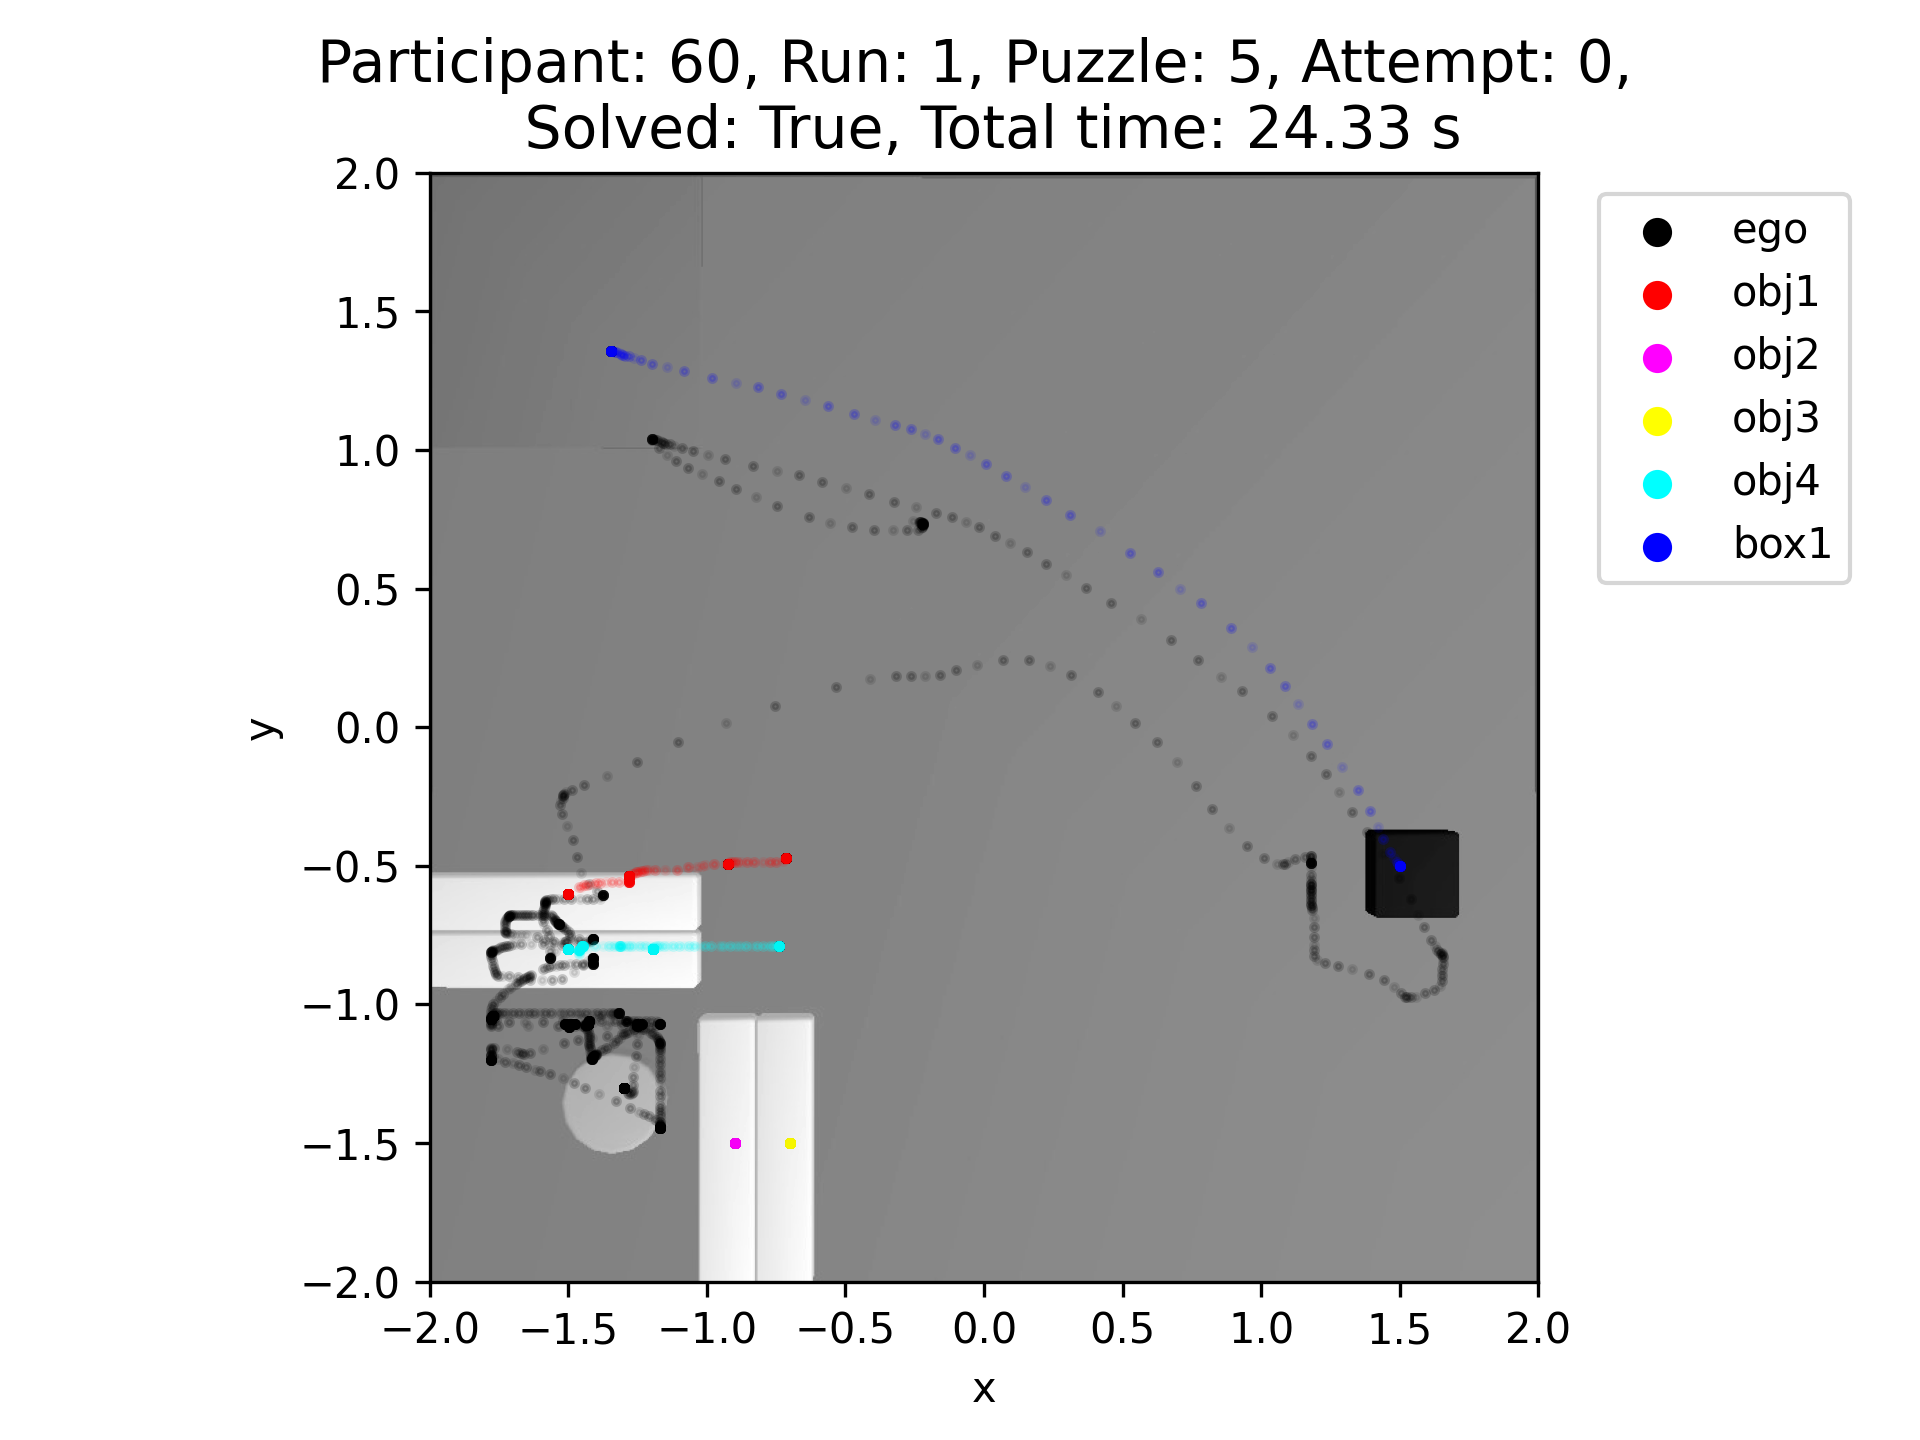 Participant: 60, Run: 1, Puzzle: 5, Attempt: 0,
Solved: True, Total time: 24.33 s
2.0
1.5
1.0
0.5
0.0
−0.5
−1.0
−1.5
−2.0
y
−2.0 −1.5 −1.0 −0.5 0.0 0.5 1.0 1.5 2.0
x
ego
obj1
obj2
obj3
obj4
box1